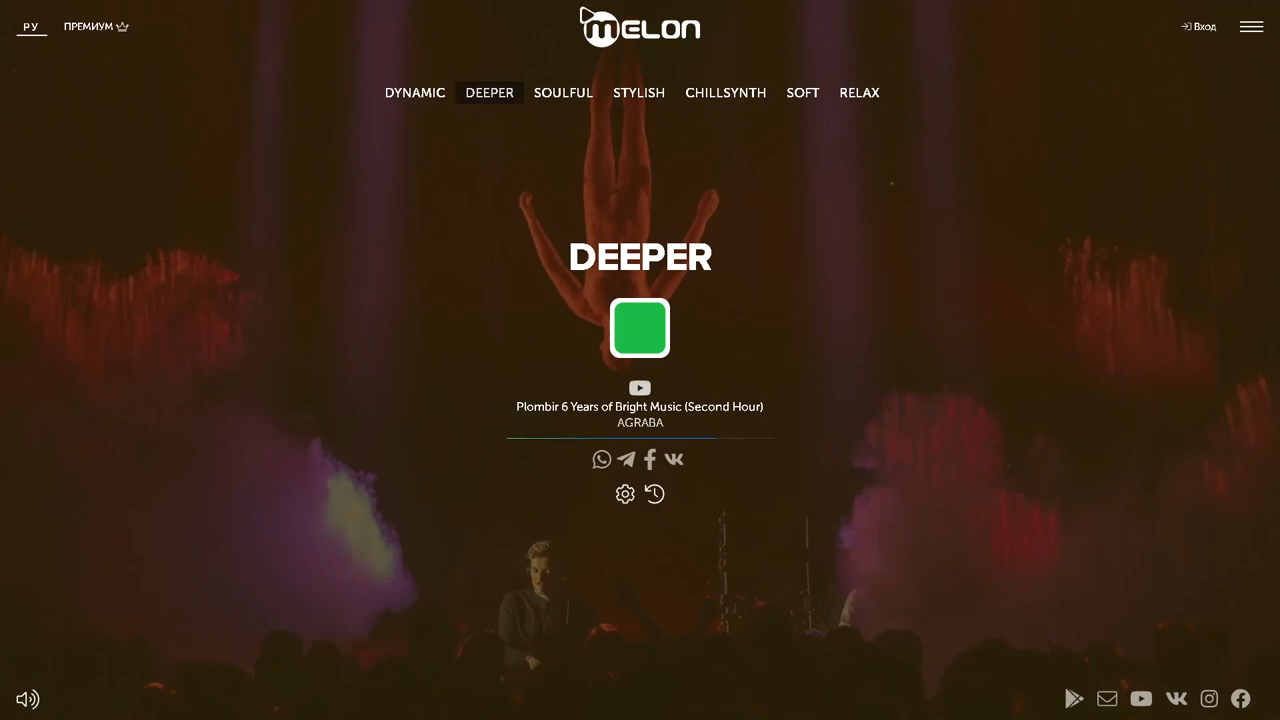 РУ
ПРЕМИУМ
MELON
Вход
DYNAMIC DEEPER SOULFUL STYLISH CHILLSYNTH SOFT RELAX
DEEPER
Plombir 6 Years of Bright Music (Second Hour)
AGRABA